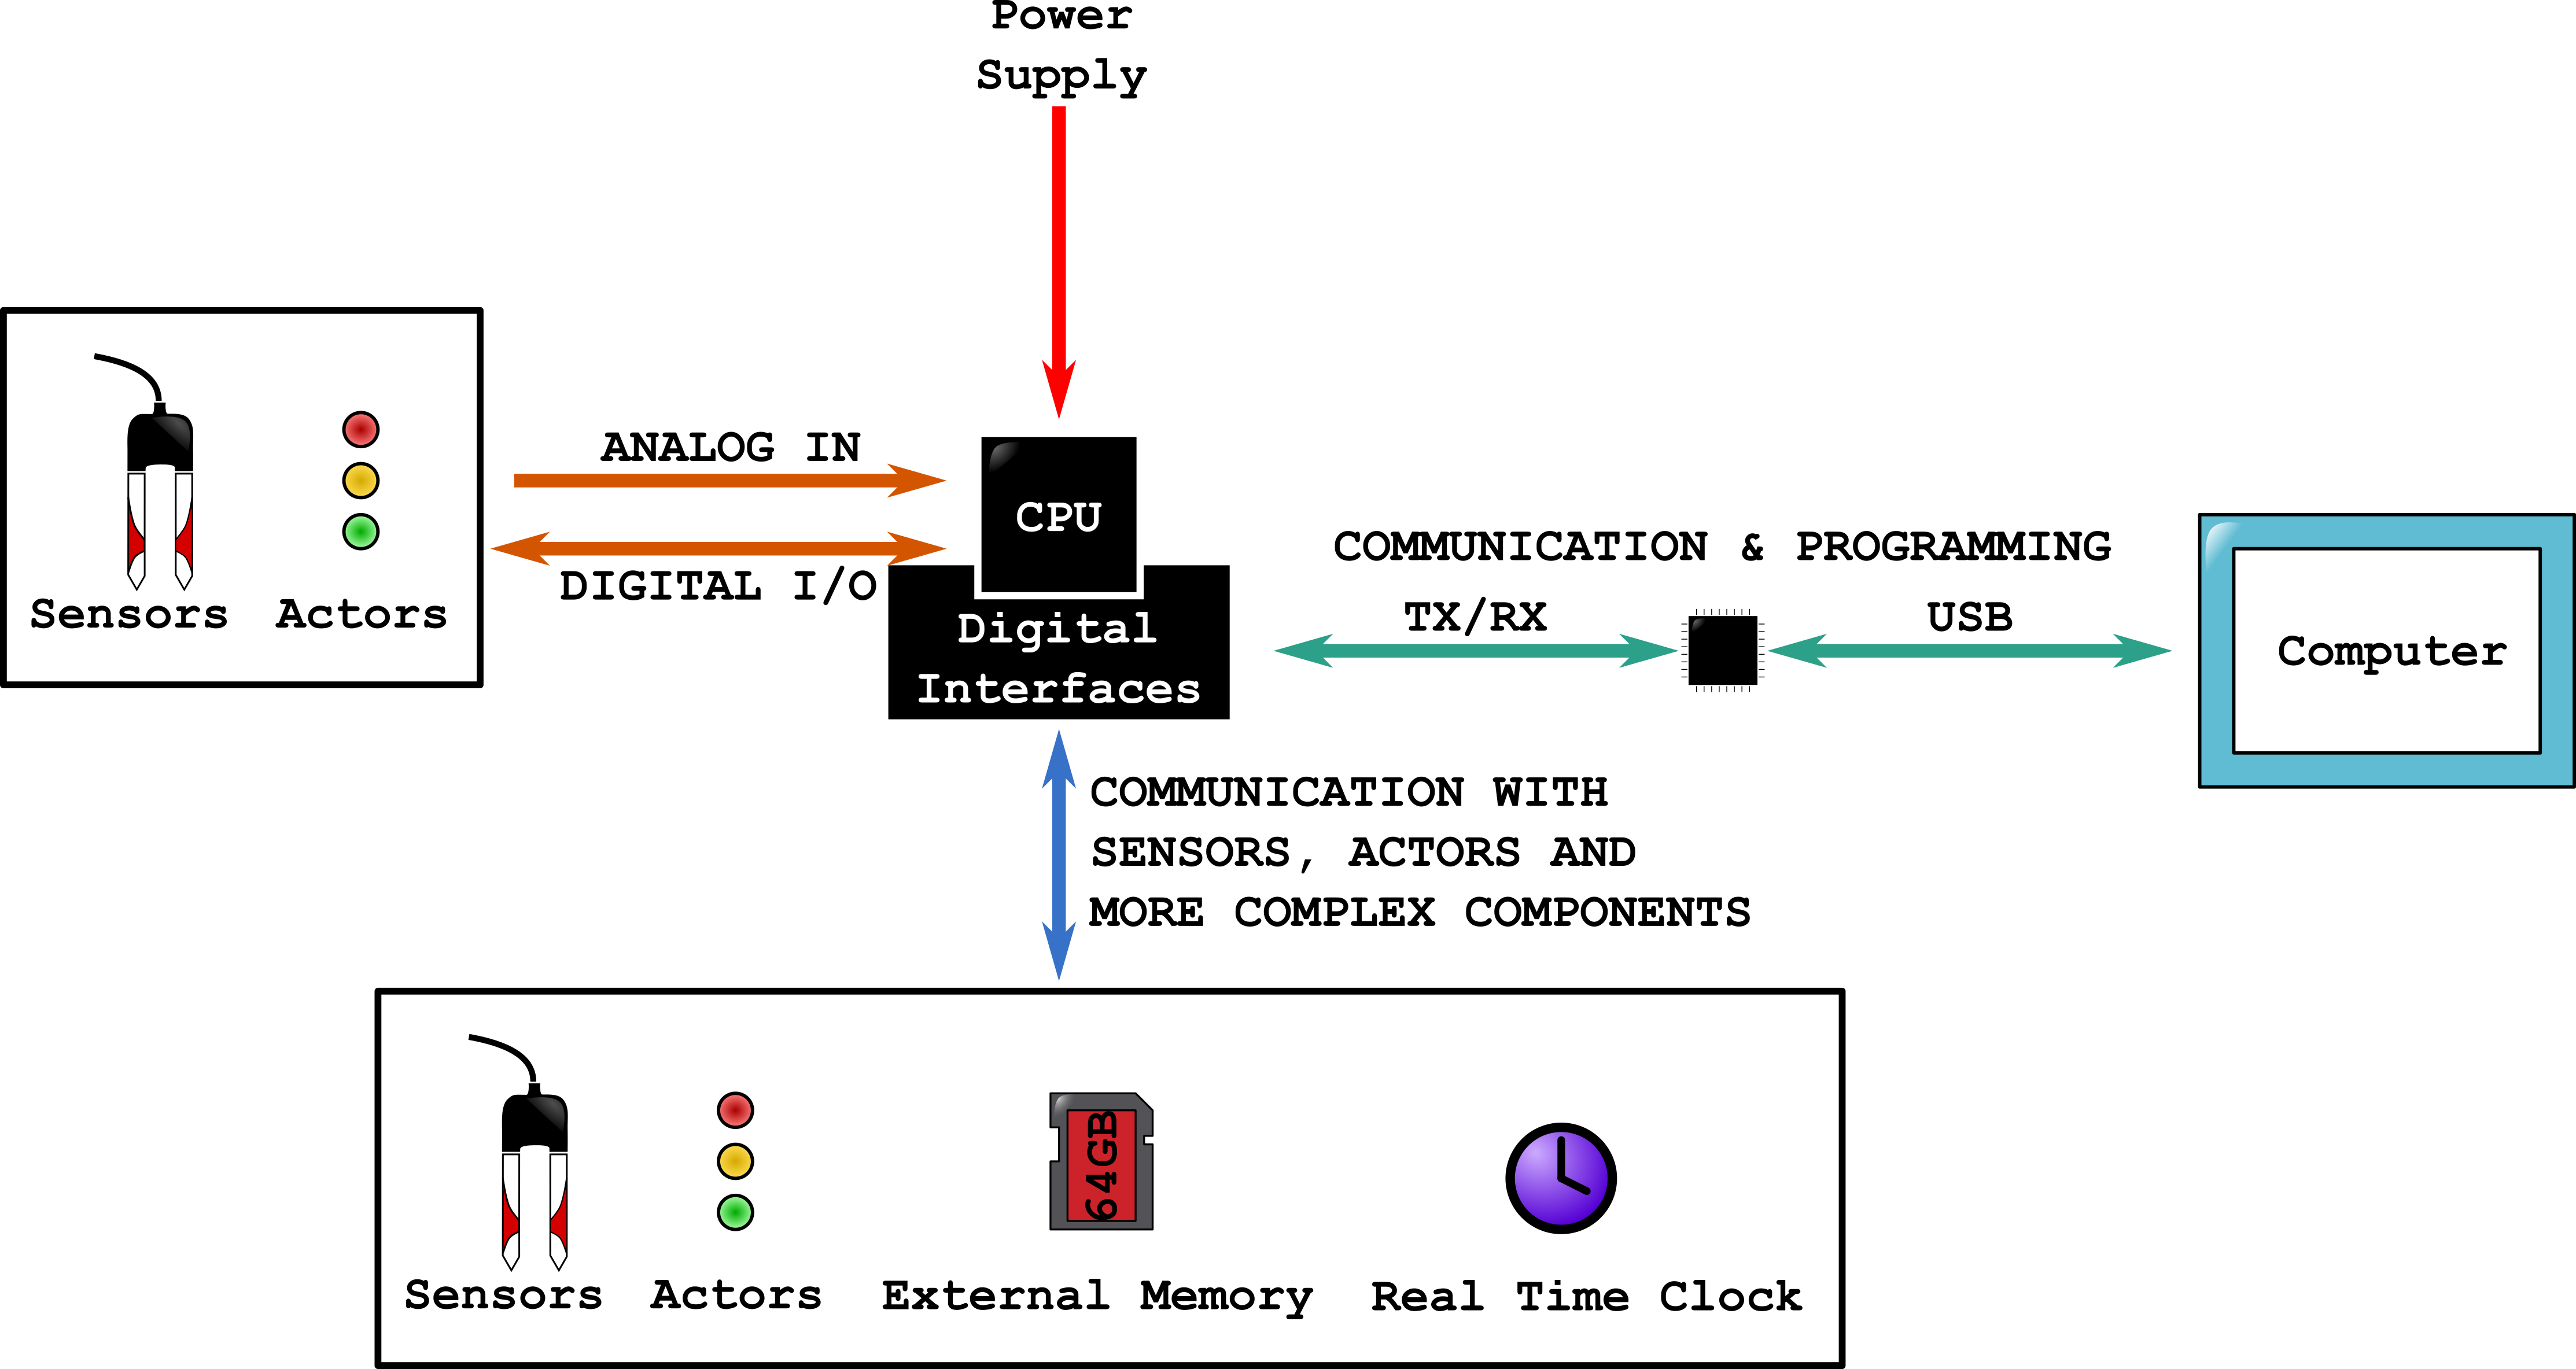 Power
Supply
ANALOG IN
DIGITAL I/O
Sensors
Actors
CPU
Digital
Interfaces
COMMUNICATION & PROGRAMMING
TX/RX
USB
Computer
COMMUNICATION WITH
SENSORS, ACTORS AND
MORE COMPLEX COMPONENTS
64GB
Sensors
Actors
External Memory
Real Time Clock